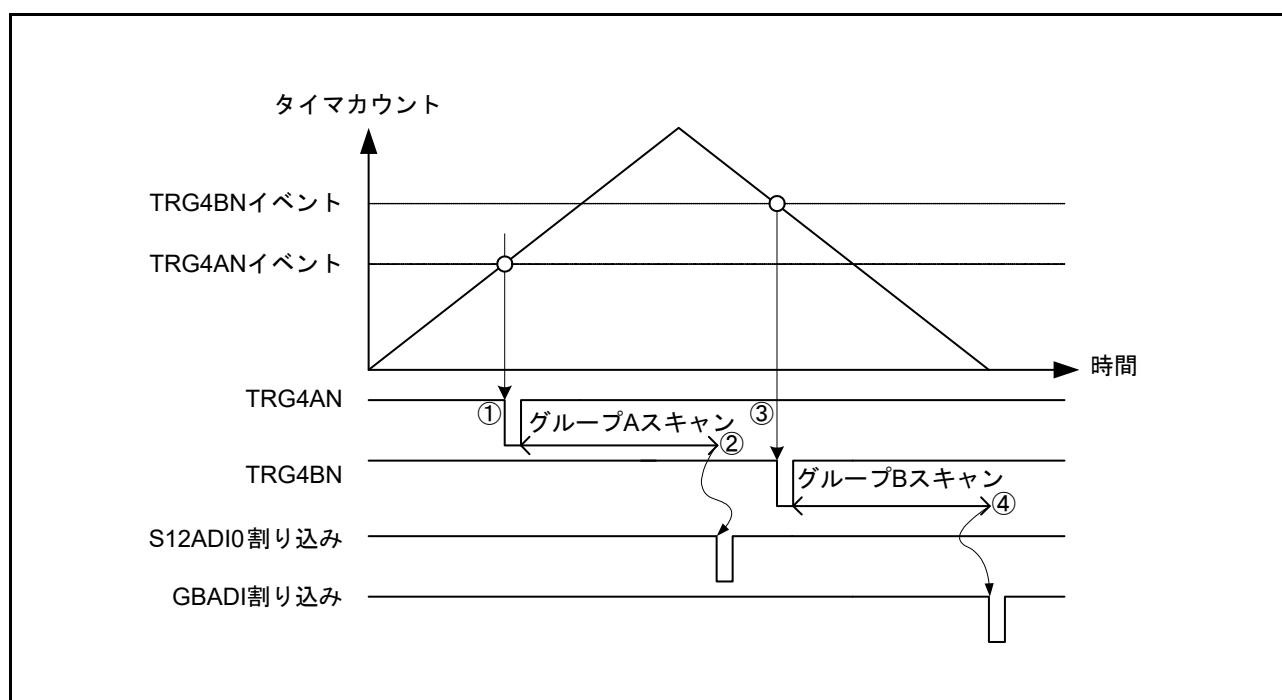 タイマカウント
TRG4BNイベント
TRG4ANイベント
時間
TRG4AN
①
グループAスキャン
②
③
TRG4BN
グループBスキャン
④
S12ADI0割り込み
GBADI割り込み